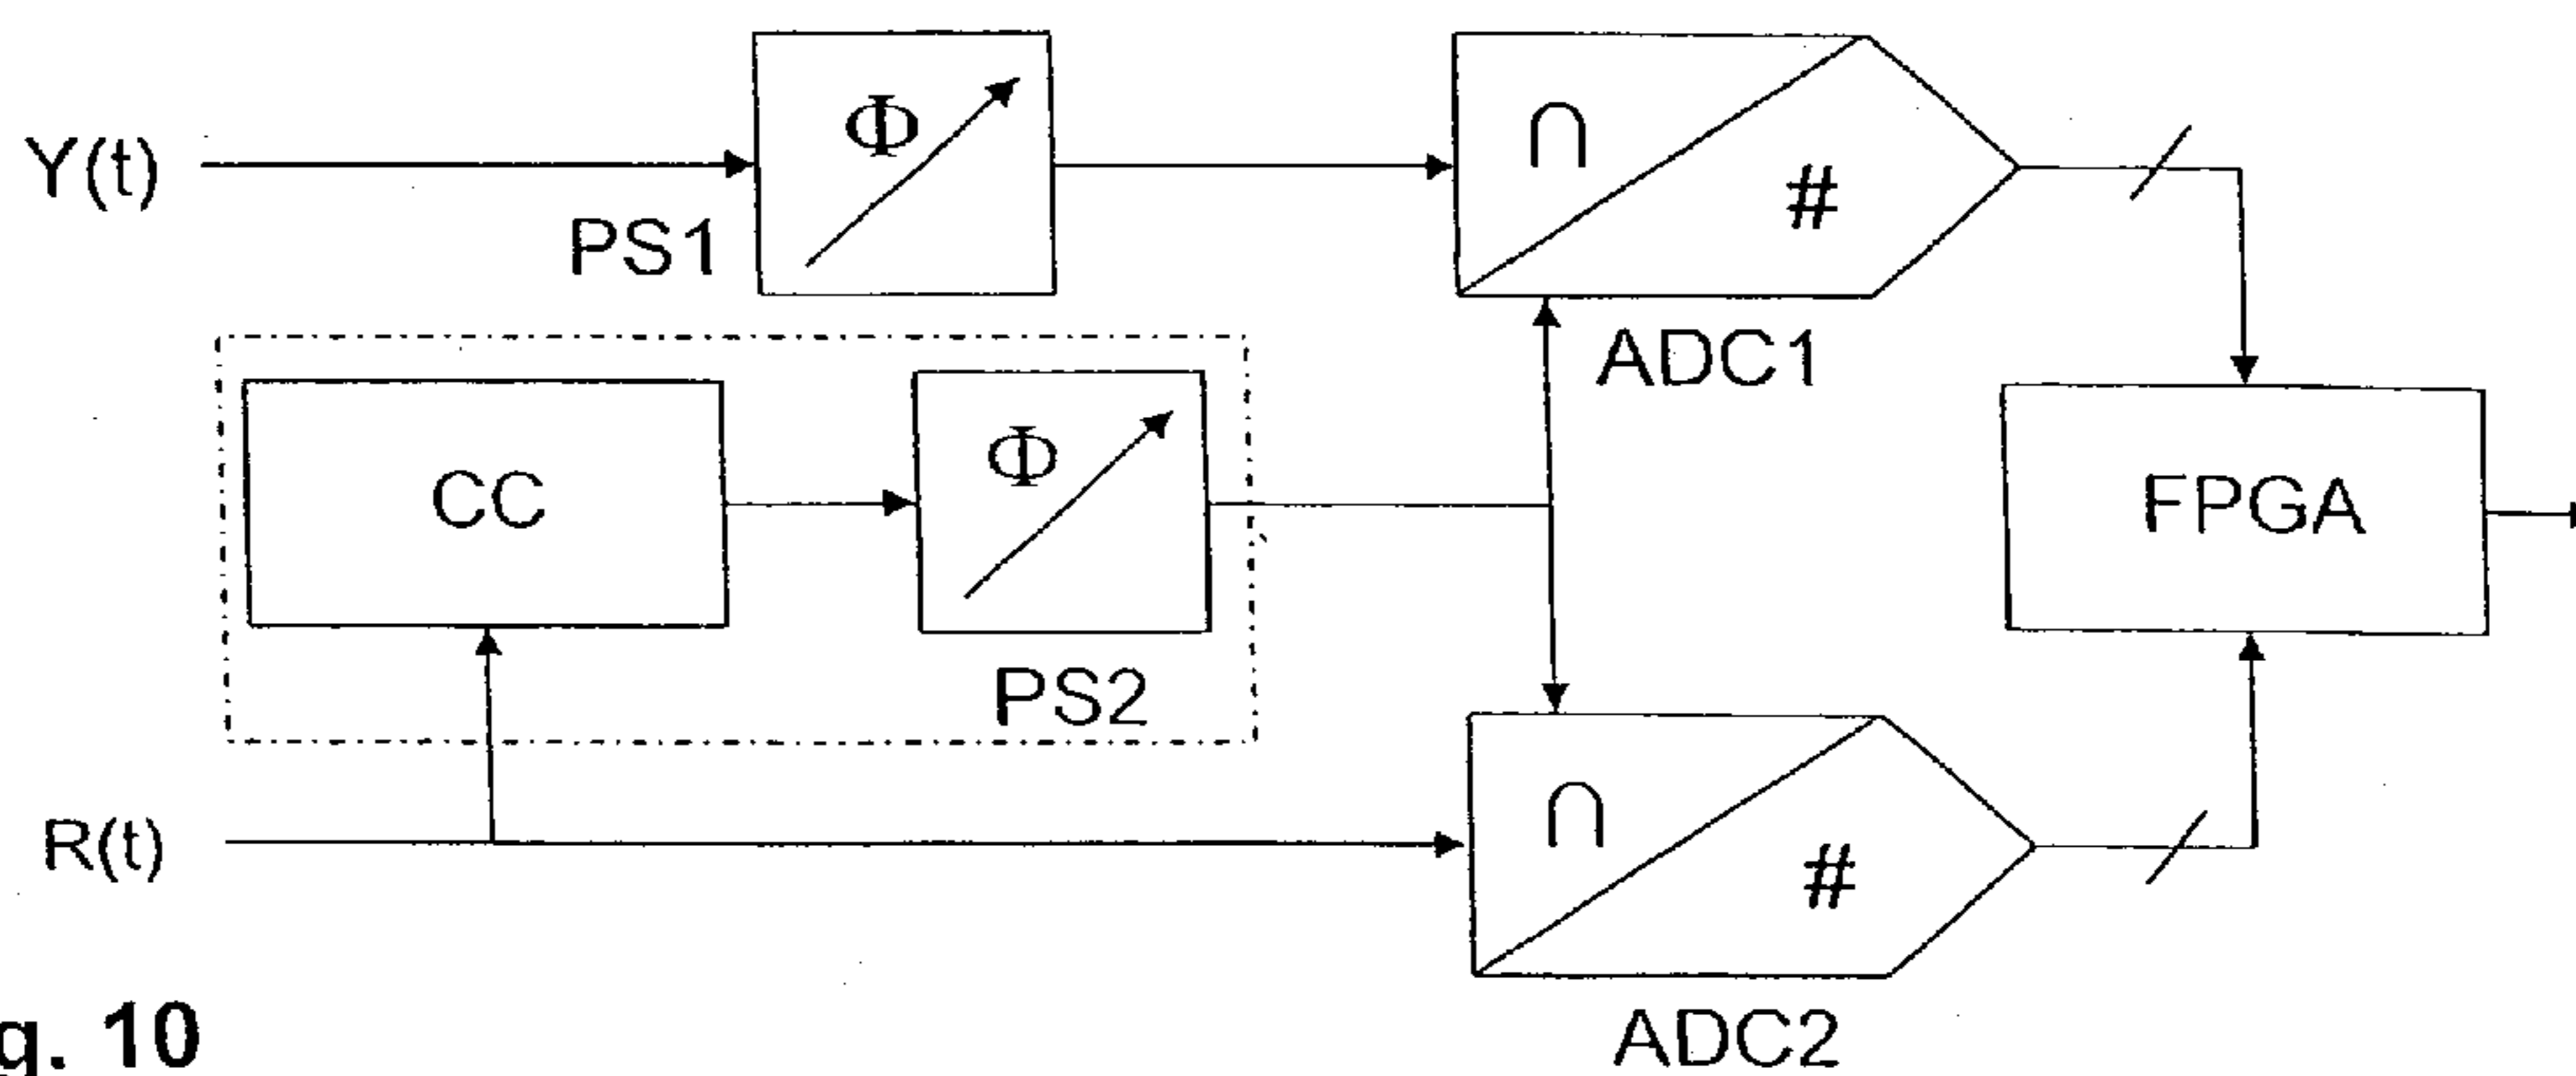 Φ
∩
#
Y(t)
PS1
ADC1
Φ
CC
FPGA
PS2
R(t)
∩
#
g. 10
ADC2